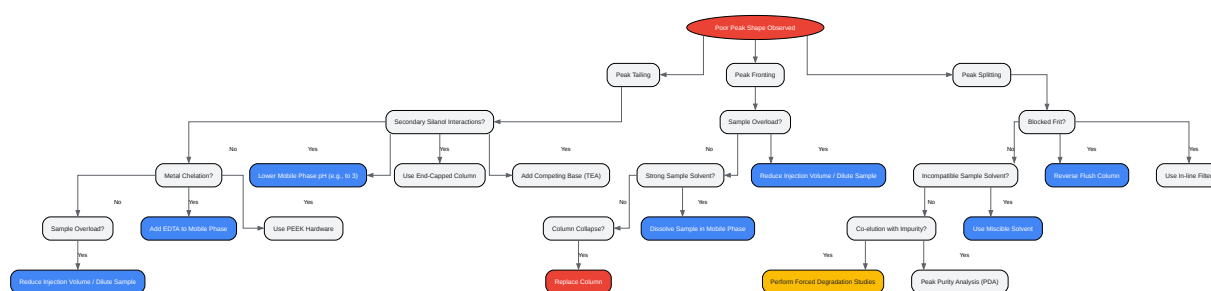 Poor Peak Shape Observed
Peak Tailing
Peak Fronting
Peak Splitting
Secondary Silanol Interactions?
Sample Overload?
Blocked Frit?
No
Yes
Yes
Yes
No
Yes
No
Yes
Yes
Metal Chelation?
Lower Mobile Phase pH (e.g., to 3)
Use End-Capped Column
Add Competing Base (TEA)
Strong Sample Solvent?
Reduce Injection Volume / Dilute Sample
Incompatible Sample Solvent?
Reverse Flush Column
Use In-line Filter
No
Yes
Yes
No
Yes
No
Yes
Sample Overload?
Add EDTA to Mobile Phase
Use PEEK Hardware
Column Collapse?
Dissolve Sample in Mobile Phase
Co-elution with Impurity?
Use Miscible Solvent
Yes
Yes
Yes
Yes
Reduce Injection Volume / Dilute Sample
Replace Column
Perform Forced Degradation Studies
Peak Purity Analysis (PDA)